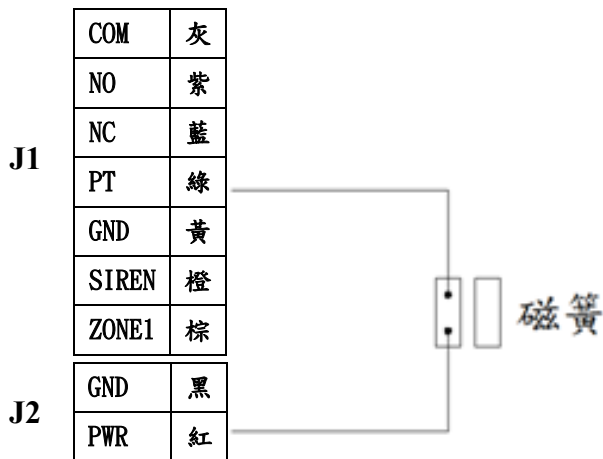 COM 灰
NO 紫
NC 藍
J1
PT 綠
GND 黃
SIREN 橙
磁簧
ZONE1 棕
GND 黑
J2
PWR 紅